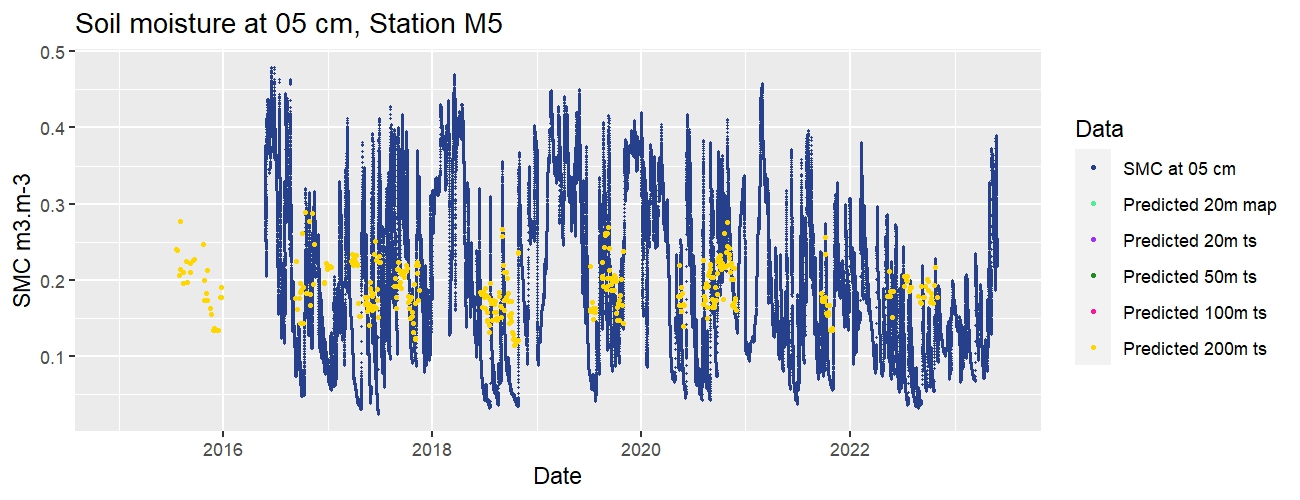 Soil moisture at 05 cm, Station M5
SMC m3.m-3
0.5
0.4
0.3
0.2
0.1
2016
2018
2020
2022
Date
Data
SMC at 05 cm
Predicted 20m map
Predicted 20m ts
Predicted 50m ts
Predicted 100m ts
Predicted 200m ts